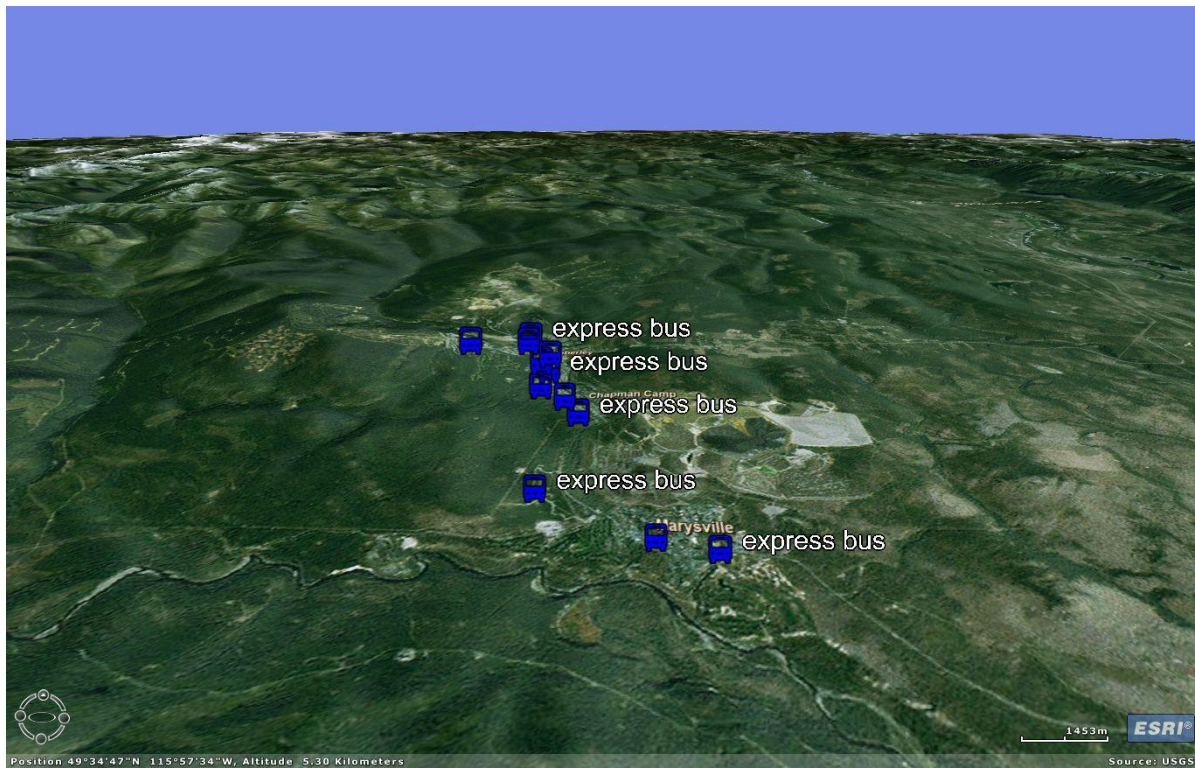 express bus
express bus
Chapman Camp
express bus
express bus
Marysville
express bus
1453m
ESRI®
Position 49°34'47"N 115°57'34"W, Altitude 5.30 Kilometers
Source: USGS